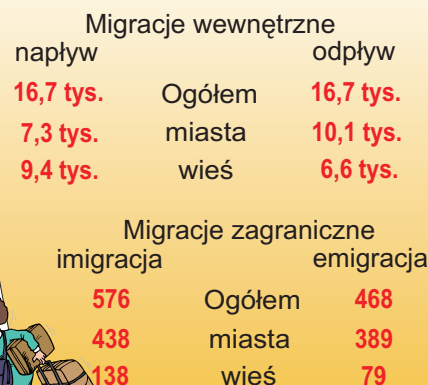 Migracje wewnętrzne
napływ odpływ
16,7 tys. Ogółem 16,7 tys.
7,3 tys. miasta 10,1 tys.
9,4 tys. wieś 6,6 tys.
Migracje zagraniczne
imigracja emigracja
576 Ogółem 468
438 miasta 389
138 wieś 79